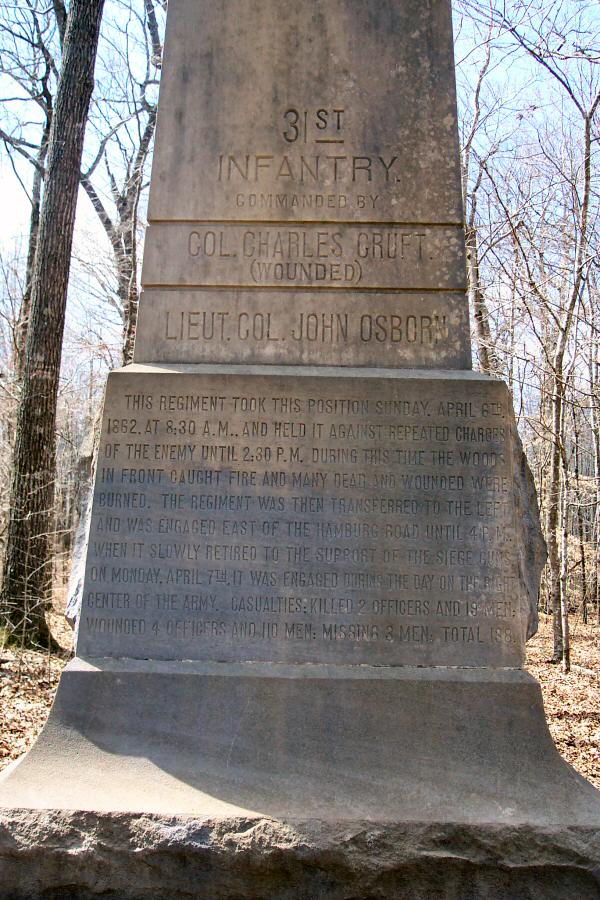 31ST
INFANTRY.
COMMANDED BY
COL. CHARLES CRUFT.
(WOUNDED)
LIEUT. COL. JOHN OSBORN
THIS REGIMENT TOOK THIS POSITION SUNDAY, APRIL 6TH,
1862, AT 8;30 A.M., AND HELD IT AGAINST REPEATED CHARGES
OF THE ENEMY UNTIL 2;30 P.M. DURING THIS TIME THE WOODS
IN FRONT CAUGHT FIRE AND MANY DEAD AND WOUNDED WERE
BURNED. THE REGIMENT WAS THEN TRANSFERRED TO THE LEFT
AND WAS ENGAGED EAST OF THE HAMBURG ROAD UNTIL 4 P.M.
WHEN IT SLOWLY RETIRED TO THE SUPPORT OF THE SIEGE GUNS.
ON MONDAY, APRIL 7TH, IT WAS ENGAGED DURING THE DAY ON THE RIGHT
CENTER OF THE ARMY. CASUALTIES; KILLED 2 OFFICERS AND 19 MEN;
WOUNDED 4 OFFICERS AND 110 MEN; MISSING 3 MEN; TOTAL 138.